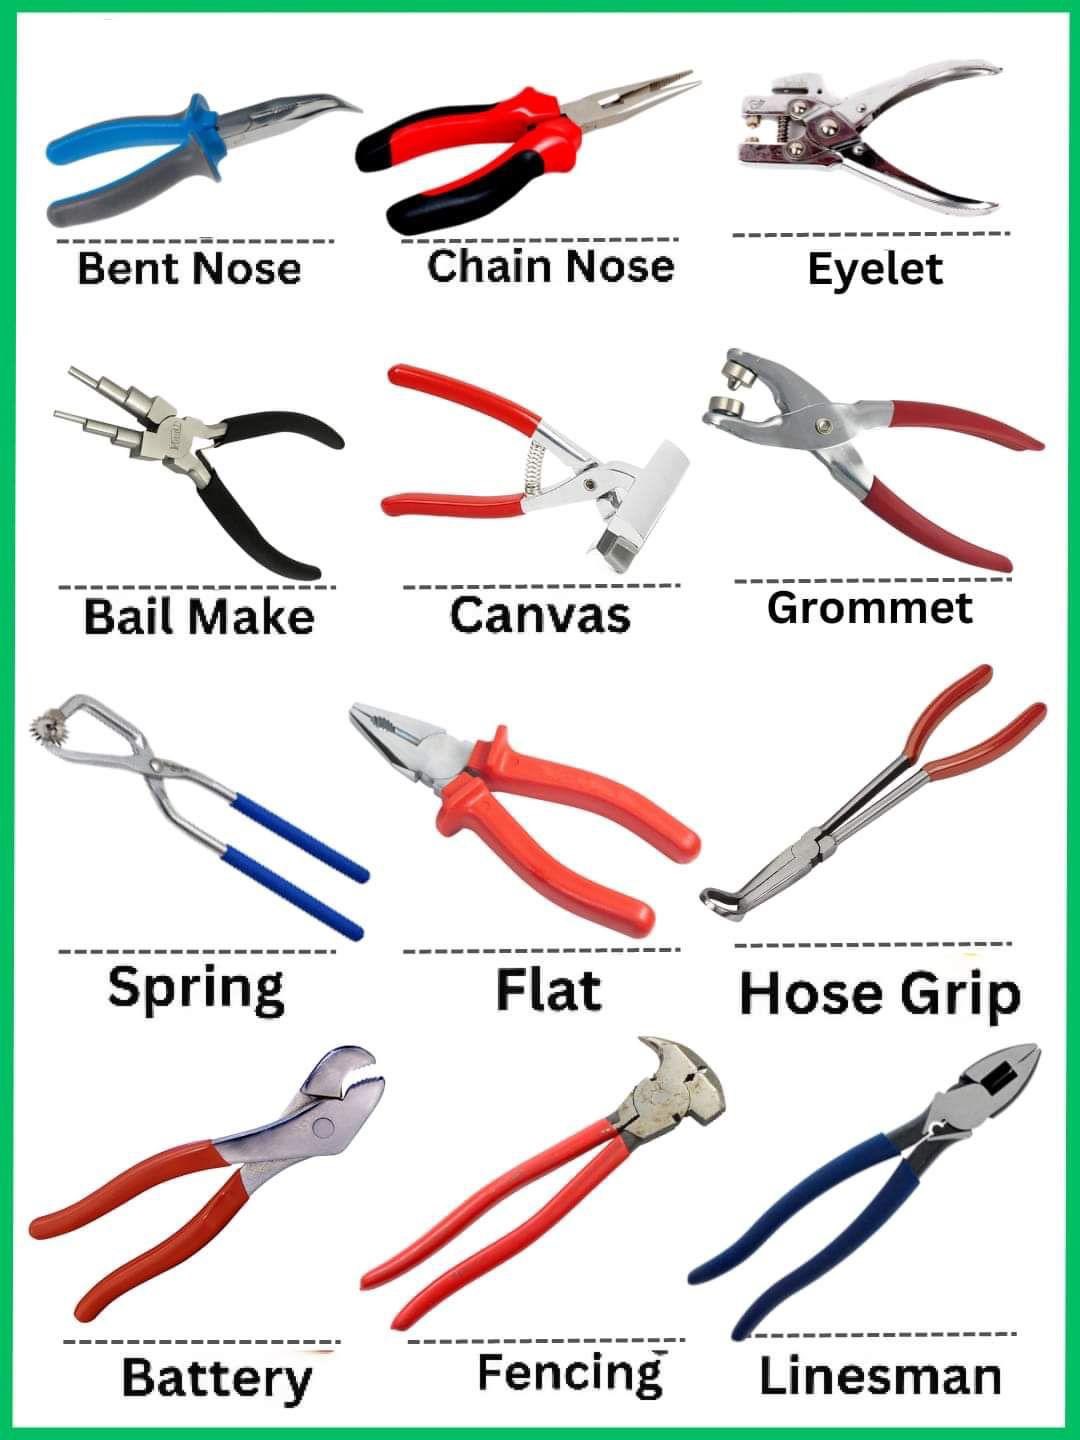 Bent Nose
Chain Nose
Eyelet
Bail Make
Canvas
Grommet
Spring
Flat
Hose Grip
Battery
Fencing
Linesman